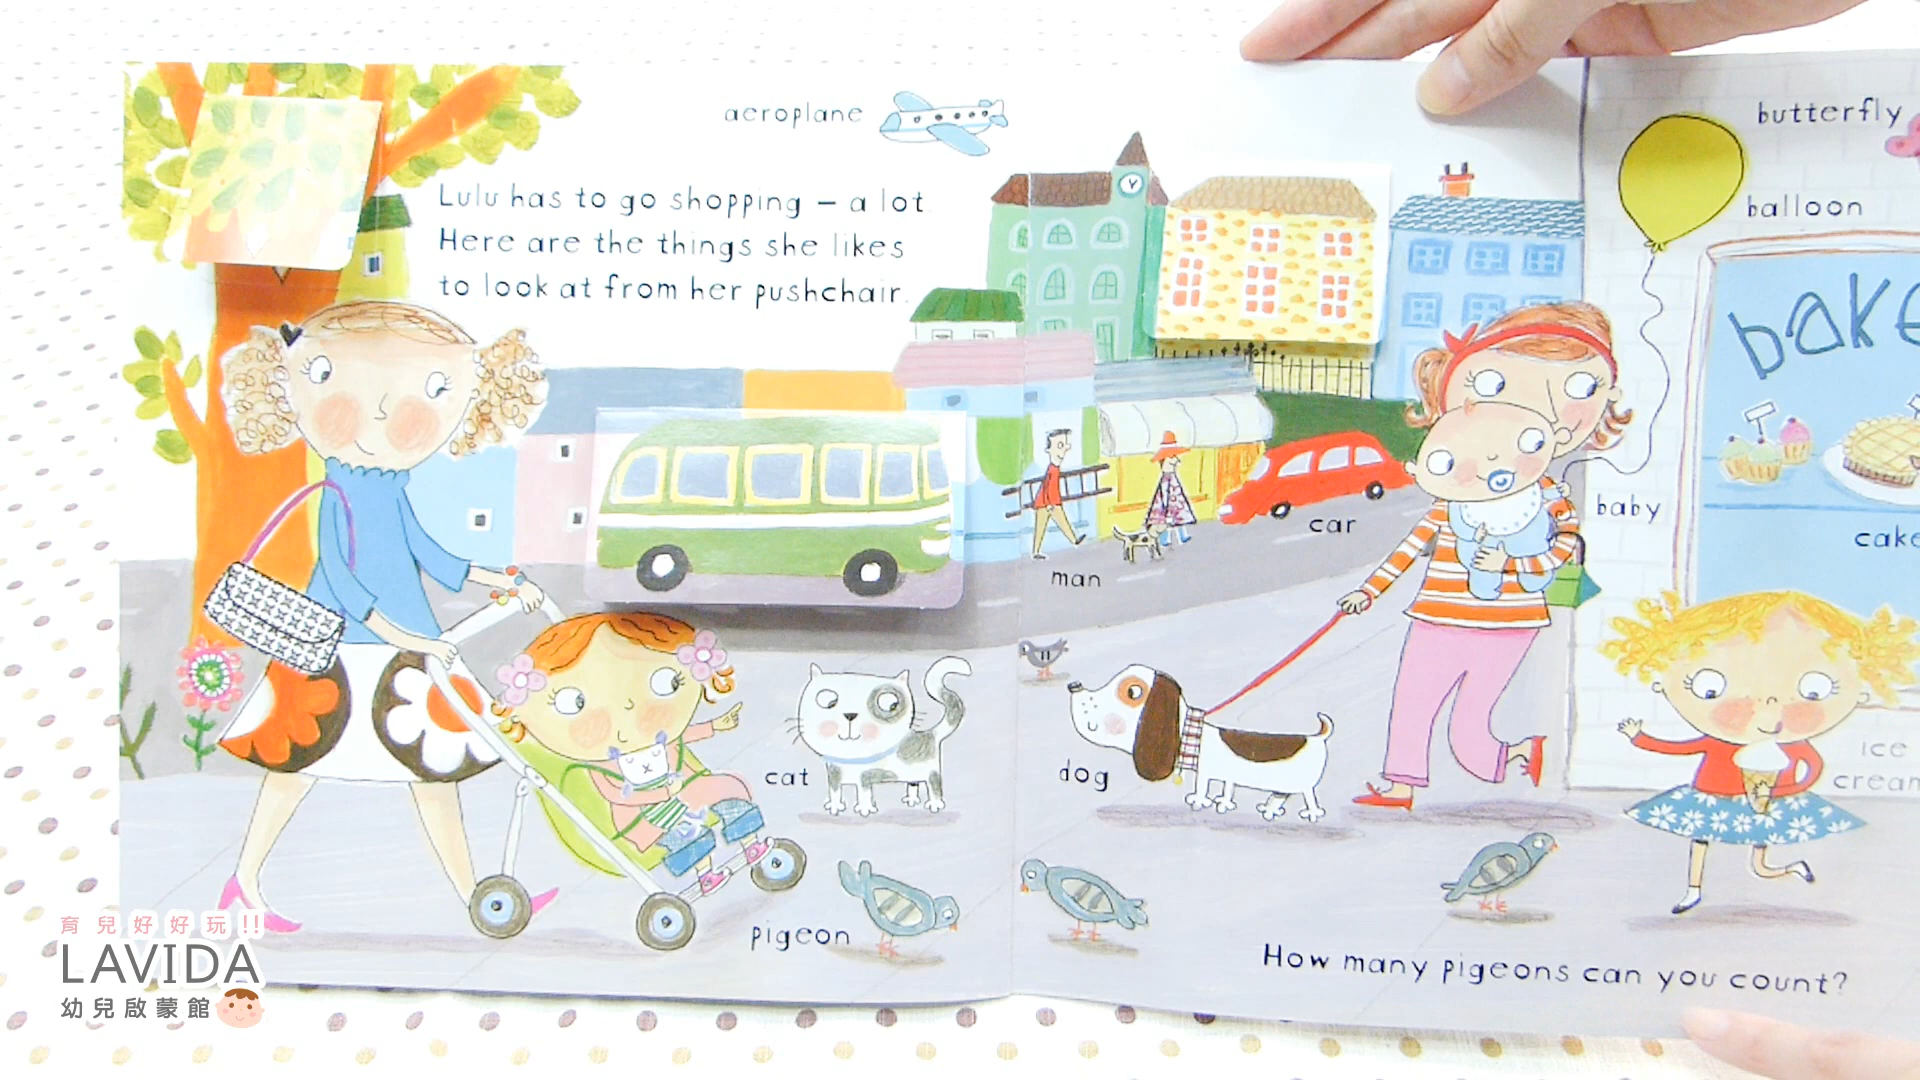 aeroplane
Lulu has to go shopping – a lot.
Here are the things she likes
to look at from her pushchair.
butterfly
balloon
bake
baby
cake
car
man
cat
dog
ice
cream
pigeon
How many pigeons can you count?
育兒好好玩!!
LAVIDA
幼兒啟蒙館